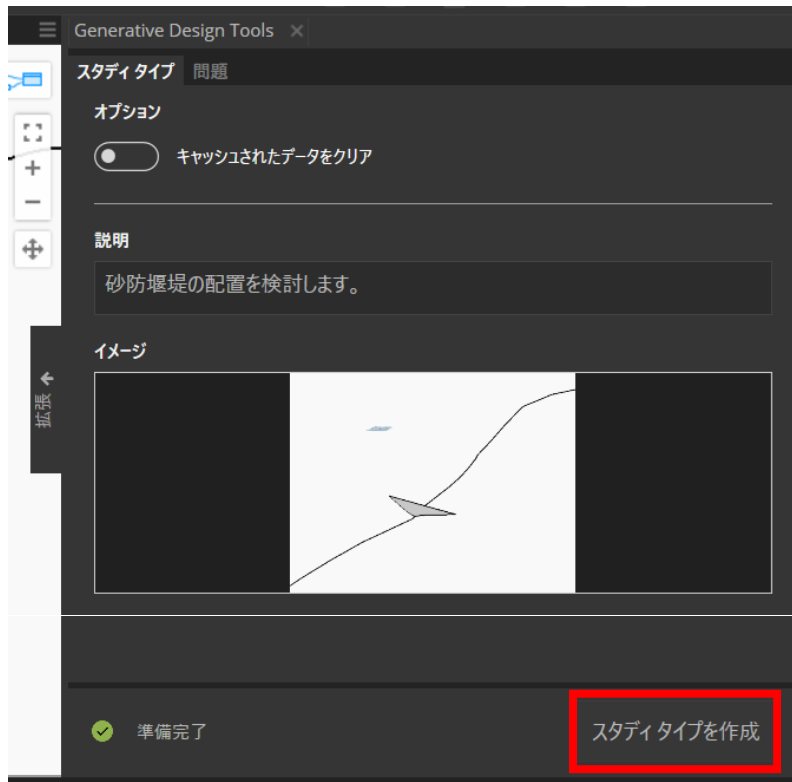 Generative Design Tools
スタディ タイプ 問題
オプション
キャッシュされたデータをクリア
説明
砂防堰堤の配置を検討します。
イメージ
拡張
準備完了
スタディ タイプを作成